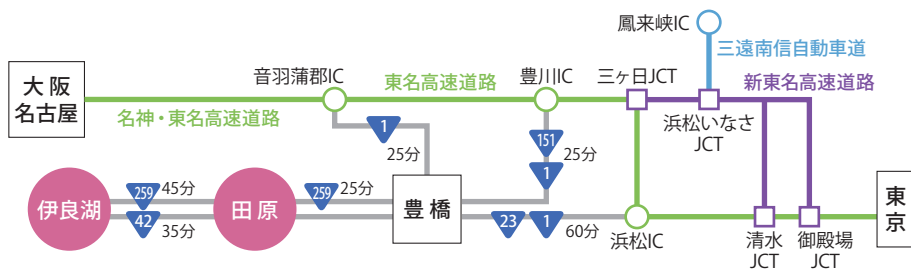 鳳来峡IC
三遠南信自動車道
大阪
名古屋
音羽蒲郡IC
東名高速道路
豊川IC
三ヶ日JCT
新東名高速道路
名神・東名高速道路
浜松いなさ
JCT
1
25分
151
25分
1
伊良湖
259
45分
42
35分
田原
259
25分
豊橋
23
1
60分
浜松IC
清水
JCT
御殿場
JCT
東京